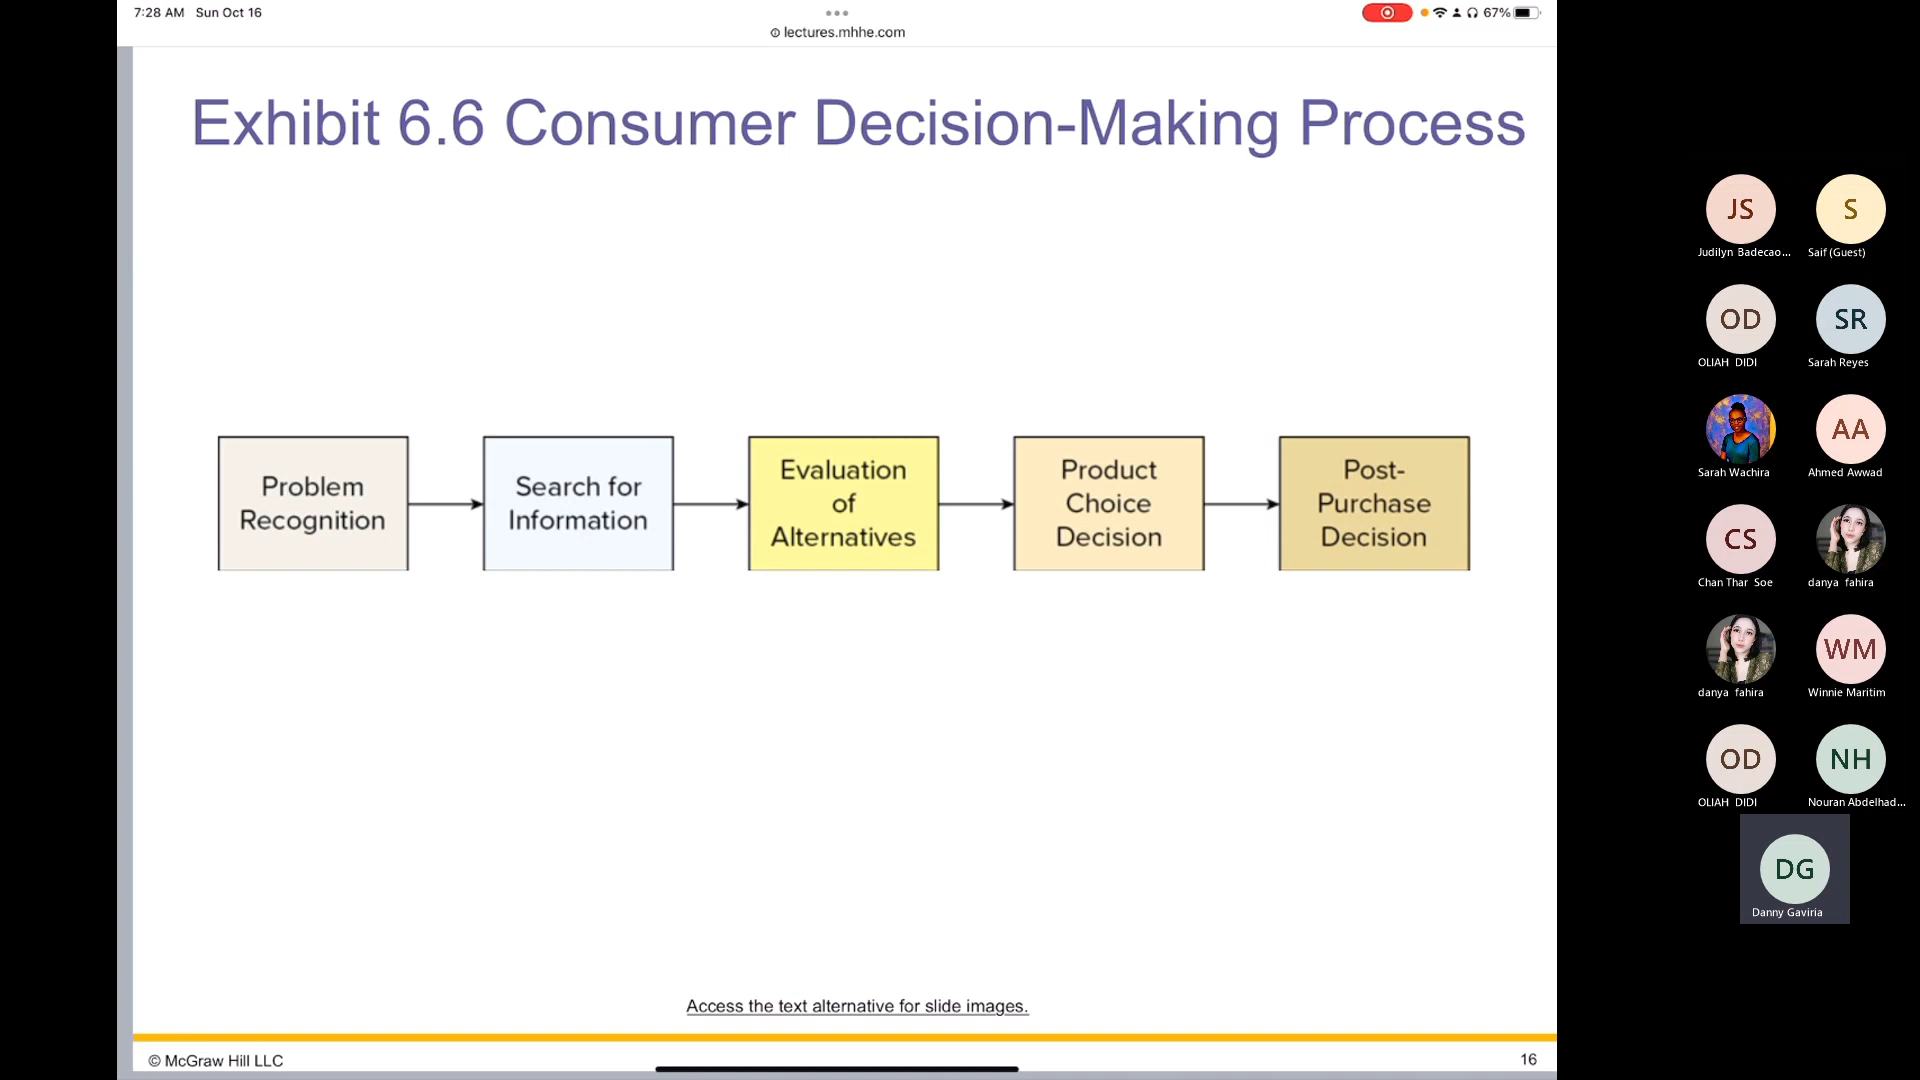 7:28 AM Sun Oct 16
67%
lectures.mhhe.com
Exhibit 6.6 Consumer Decision-Making Process
Problem
Recognition
Search for
Information
Evaluation
of
Alternatives
Product
Choice
Decision
Post-
Purchase
Decision
Access the text alternative for slide images.
© McGraw Hill LLC
16
JS
Judilyn Badecao...
S
Saif (Guest)
OD
OLIAH DIDI
SR
Sarah Reyes
Sarah Wachira
AA
Ahmed Awwad
CS
Chan Thar Soe
danya fahira
danya fahira
WM
Winnie Maritim
OD
OLIAH DIDI
NH
Nouran Abdelhad...
DG
Danny Gaviria